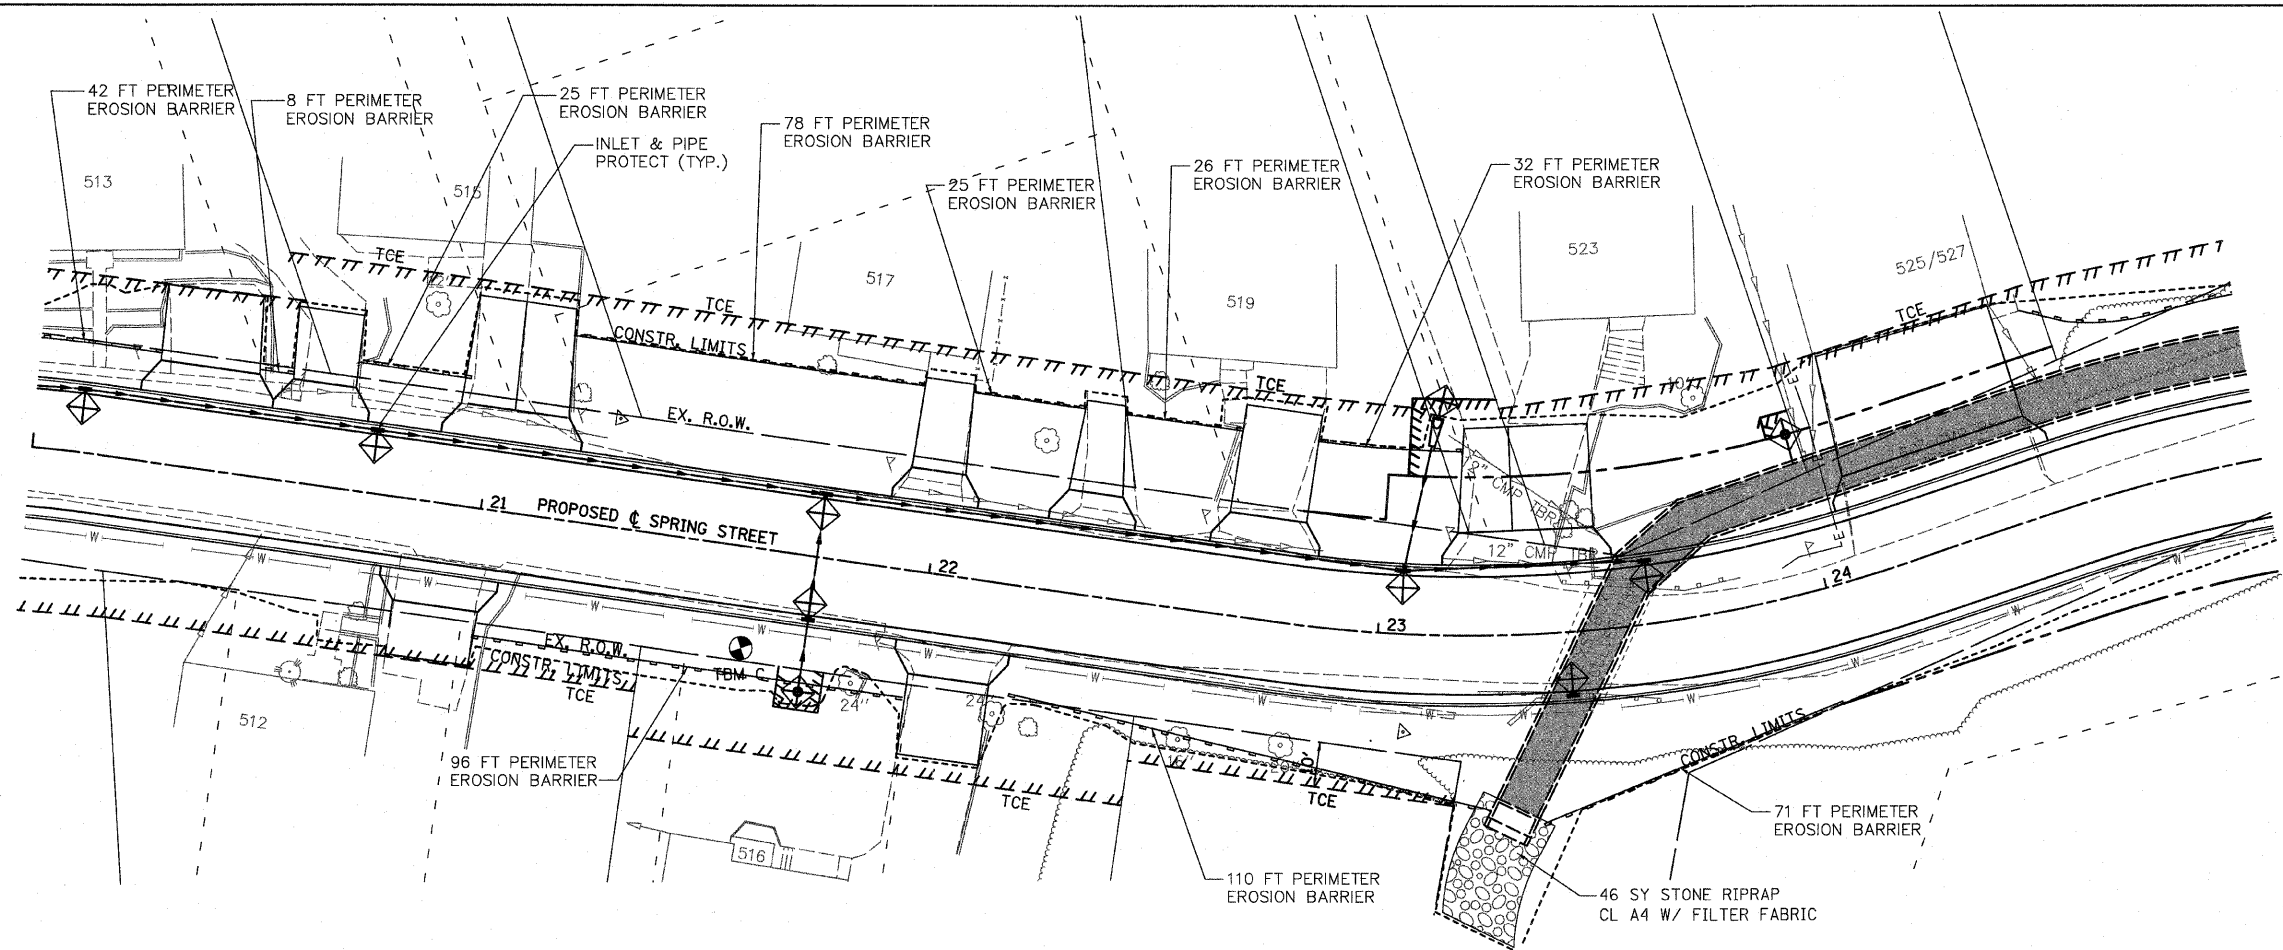 42 FT PERIMETER
EROSION BARRIER
8 FT PERIMETER
EROSION BARRIER
25 FT PERIMETER
EROSION BARRIER
INLET & PIPE
PROTECT (TYP.)
78 FT PERIMETER
EROSION BARRIER
25 FT PERIMETER
EROSION BARRIER
26 FT PERIMETER
EROSION BARRIER
32 FT PERIMETER
EROSION BARRIER
513
515
517
519
523
525/527
TCE
TCE
TCE
TCE
CONSTR. LIMITS
EX. R.O.W.
12" CMP TBR
21
PROPOSED ℄ SPRING STREET
22
23
24
W
W
W
W
W
W
W
W
W
W
W
EX. R.O.W.
CONSTR. LIMITS
TCE
TBM C
24"
24"
512
96 FT PERIMETER
EROSION BARRIER
516
TCE
TCE
CONSTR. LIMITS
110 FT PERIMETER
EROSION BARRIER
71 FT PERIMETER
EROSION BARRIER
46 SY STONE RIPRAP
CL A4 W/ FILTER FABRIC